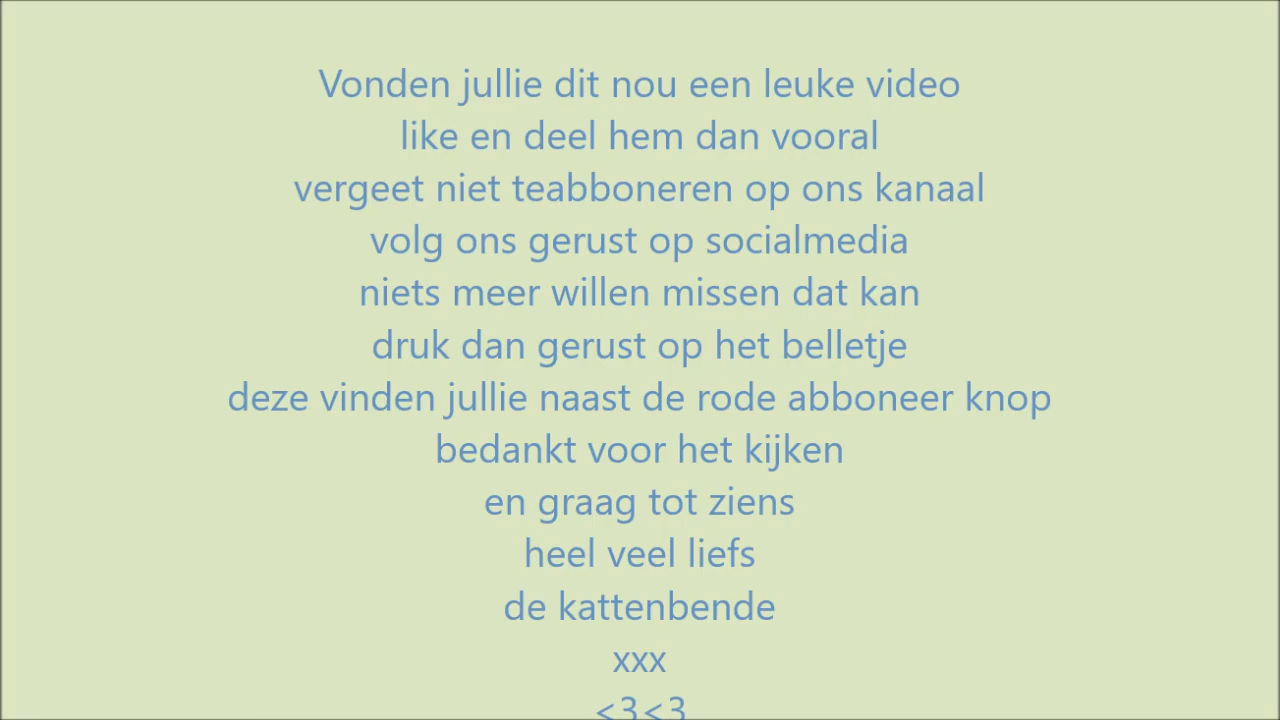 Vonden jullie dit nou een leuke video
like en deel hem dan vooral
vergeet niet teabboneren op ons kanaal
volg ons gerust op socialmedia
niets meer willen missen dat kan
druk dan gerust op het belletje
deze vinden jullie naast de rode abboneer knop
bedankt voor het kijken
en graag tot ziens
heel veel liefs
de kattenbende
xxx
<3<3